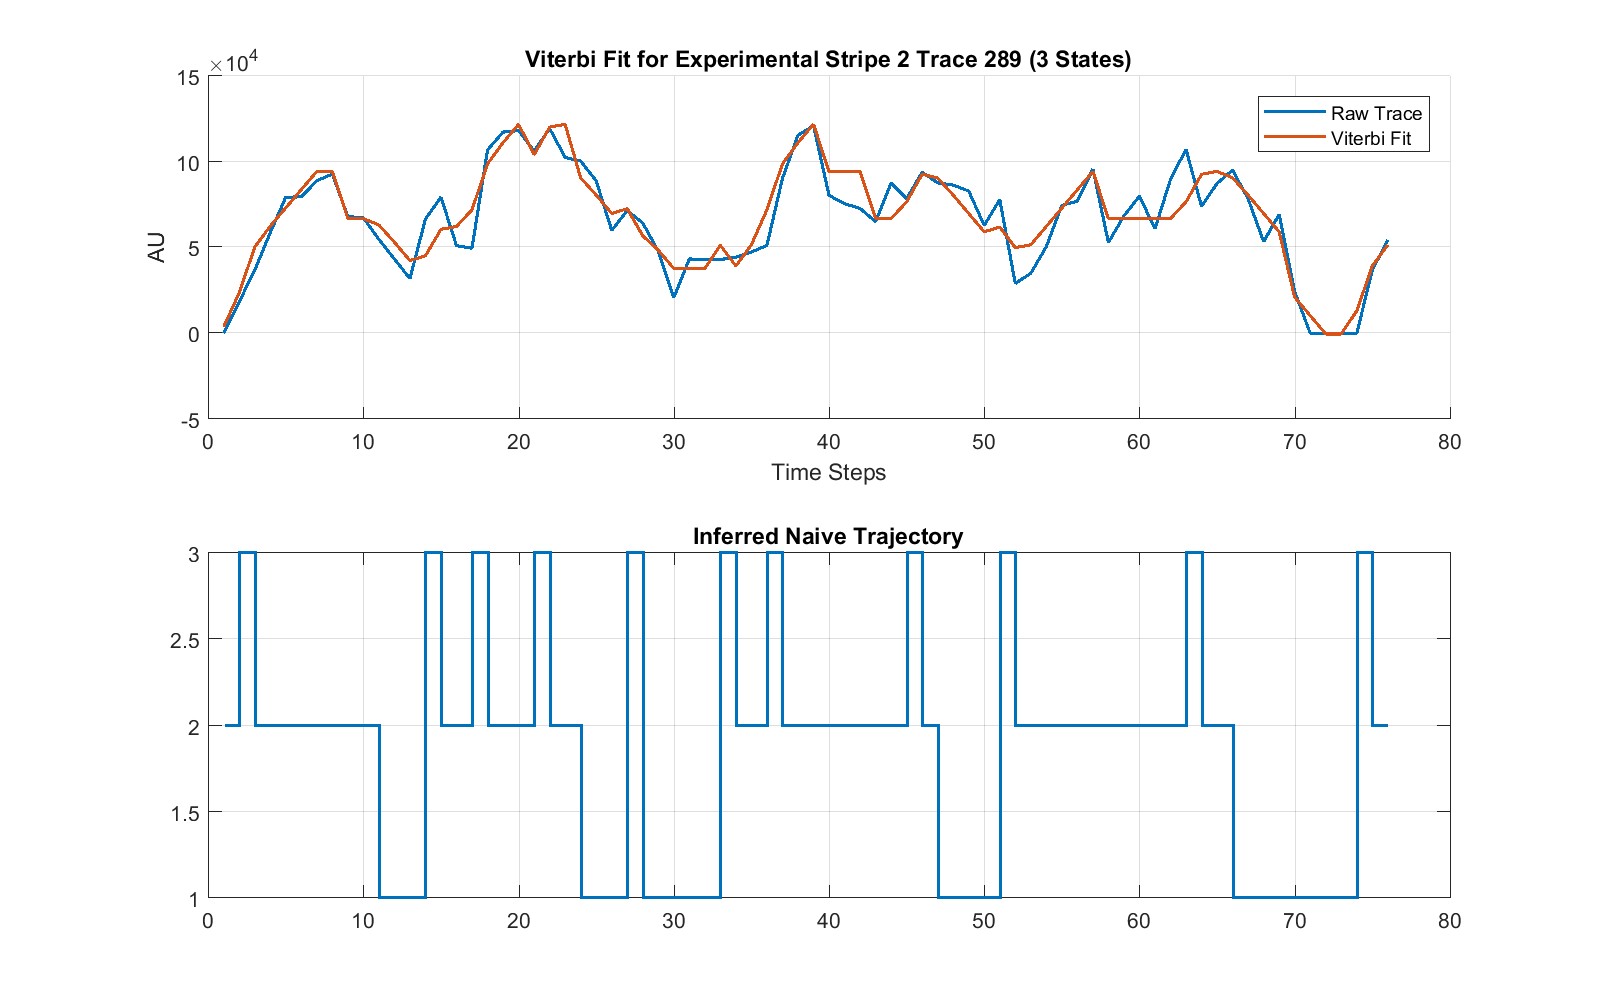 Viterbi Fit for Experimental Stripe 2 Trace 289 (3 States)
×10⁴
15
10
5
0
-5
AU
Raw Trace
Viterbi Fit
0 10 20 30 40 50 60 70 80
Time Steps
Inferred Naive Trajectory
3
2.5
2
1.5
1
0 10 20 30 40 50 60 70 80